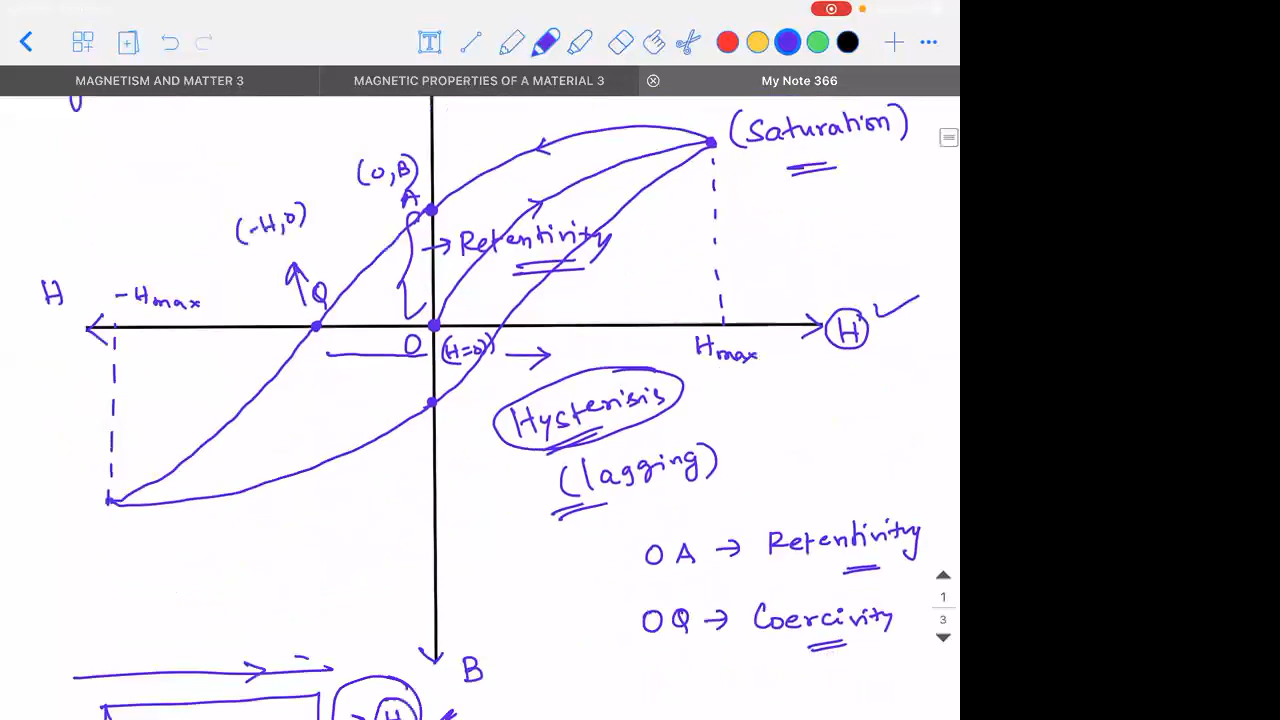 MAGNETISM AND MATTER 3
MAGNETIC PROPERTIES OF A MATERIAL 3
My Note 366
(Saturation)
(0,B)
A
(-H,0)
→ Retentivity
H
-Hmax
Q
H
O
(H=0)
Hmax
Hysterisis
(lagging)
OA → Retentivity
1
3
OQ → Coercivity
B
H